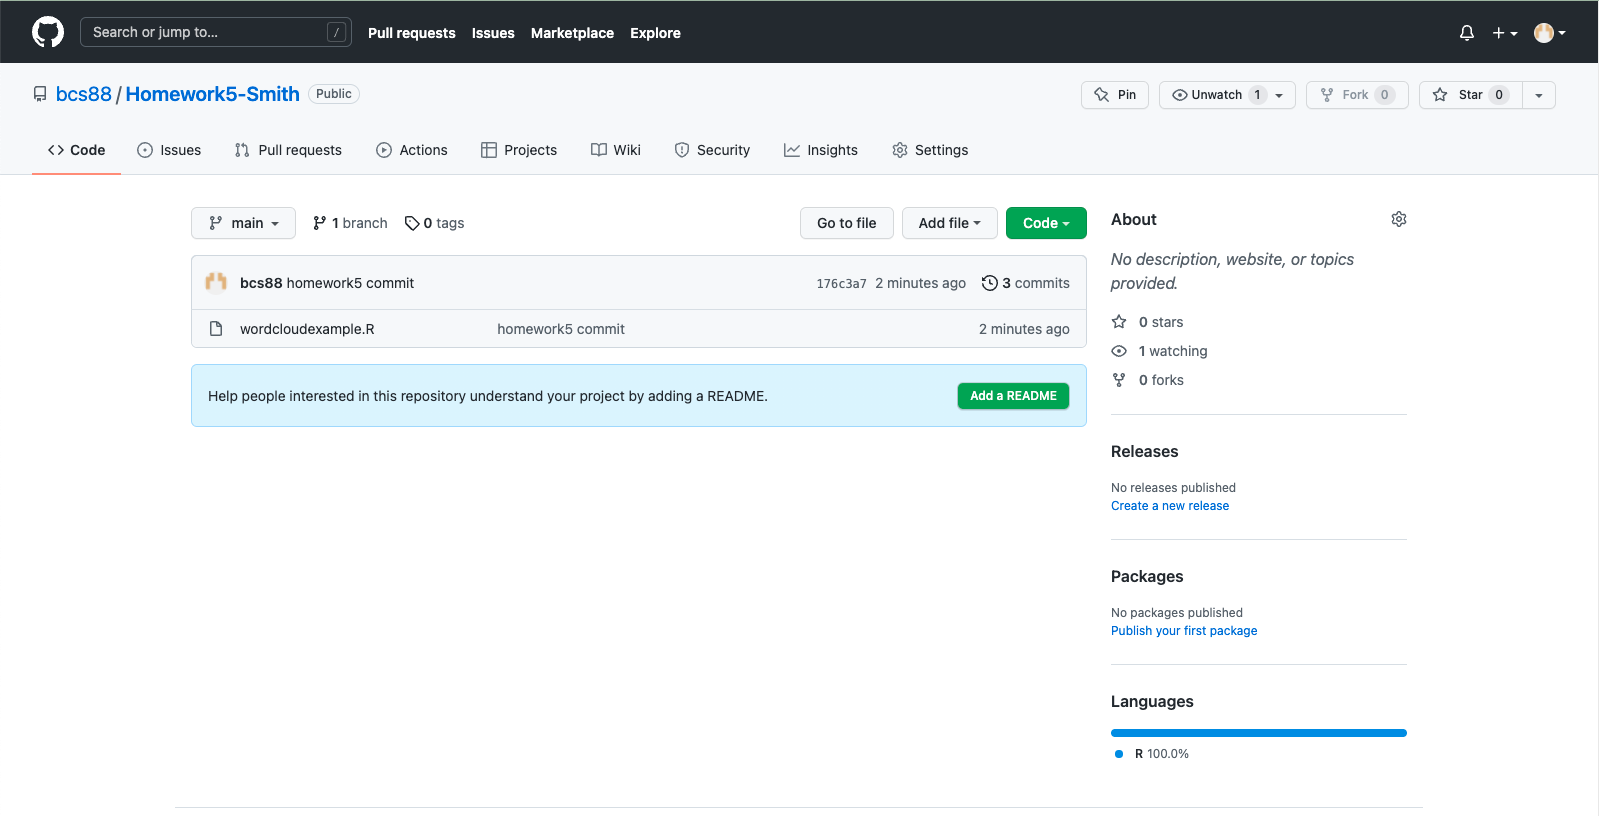 Search or jump to... /
Pull requests Issues Marketplace Explore
bcs88 / Homework5-Smith Public
Pin Unwatch 1 Fork 0 Star 0
Code Issues Pull requests Actions Projects Wiki Security Insights Settings
main 1 branch 0 tags Go to file Add file Code
bcs88 homework5 commit 176c3a7 2 minutes ago 3 commits
wordcloudexample.R homework5 commit 2 minutes ago
Help people interested in this repository understand your project by adding a README. Add a README
About
No description, website, or topics
provided.
0 stars
1 watching
0 forks
Releases
No releases published
Create a new release
Packages
No packages published
Publish your first package
Languages
R 100.0%